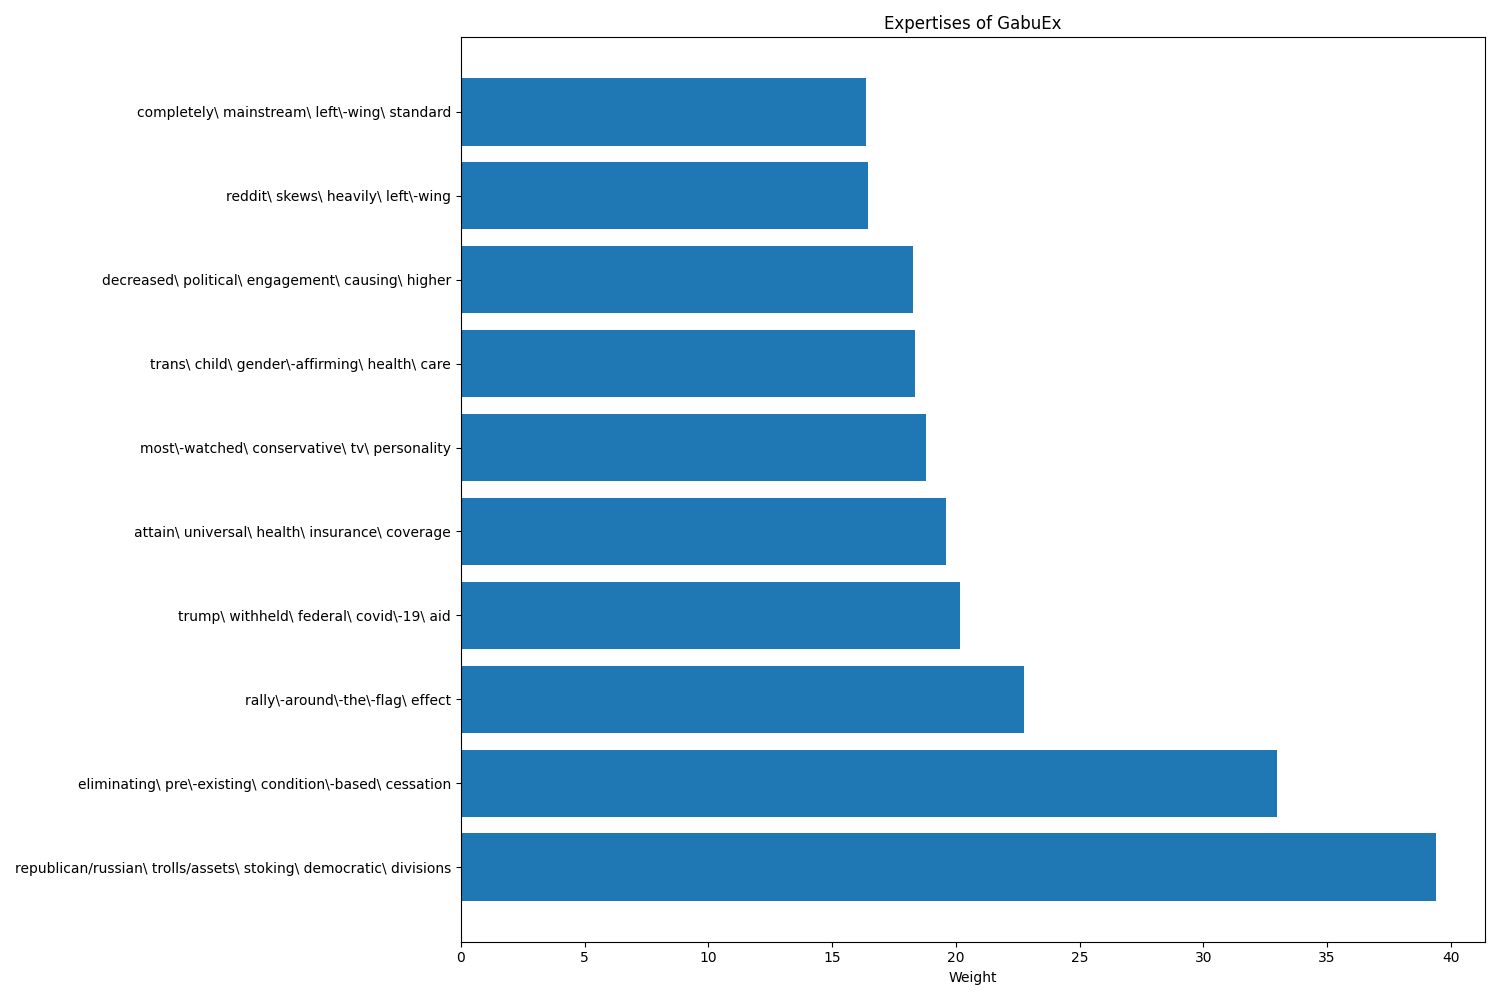 Expertises of GabuEx
completely\ mainstream\ left\-wing\ standard
reddit\ skews\ heavily\ left\-wing
decreased\ political\ engagement\ causing\ higher
trans\ child\ gender\-affirming\ health\ care
most\-watched\ conservative\ tv\ personality
attain\ universal\ health\ insurance\ coverage
trump\ withheld\ federal\ covid\-19\ aid
rally\-around\-the\-flag\ effect
eliminating\ pre\-existing\ condition\-based\ cessation
republican/russian\ trolls/assets\ stoking\ democratic\ divisions
0 5 10 15 20 25 30 35 40
Weight